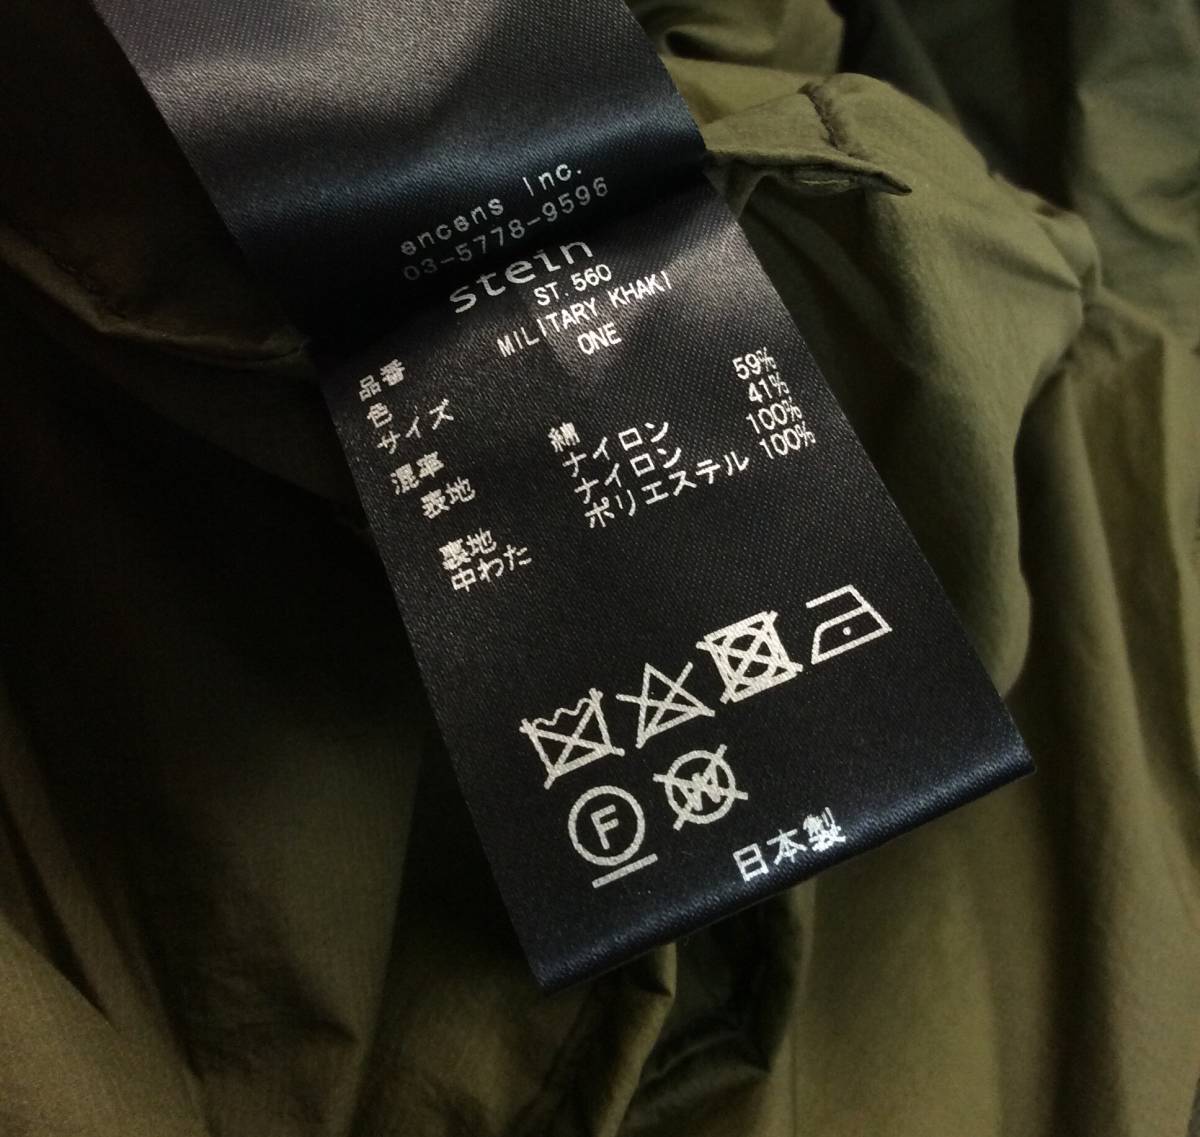 encens Inc.
03-5778-9596
stein
品番 ST.560
色 MILITARY KHAKI
サイズ ONE
混率
表地 綿 59%
ナイロン 41%
裏地 ナイロン 100%
中わた ポリエステル 100%
F
W
日本製